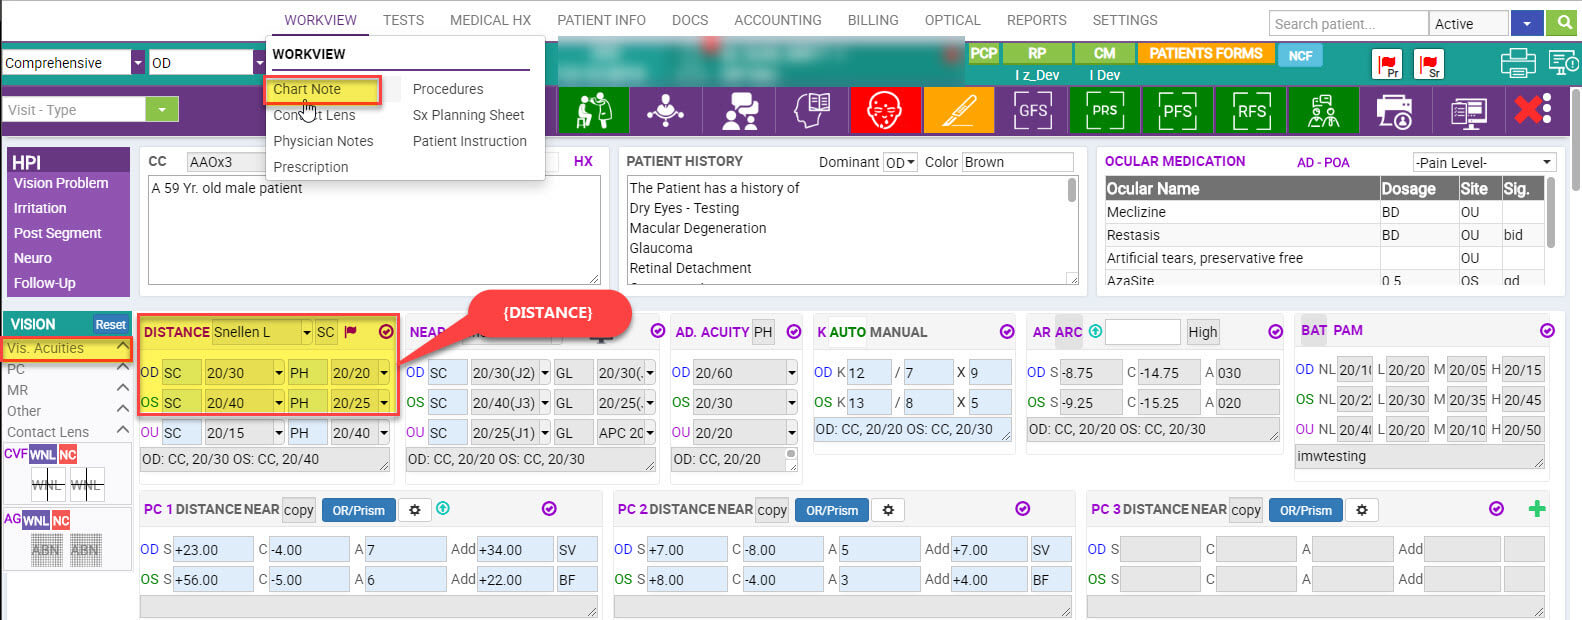 WORKVIEW TESTS MEDICAL HX PATIENT INFO DOCS ACCOUNTING BILLING OPTICAL REPORTS SETTINGS Search patient... Active
WORKVIEW
Comprehensive OD PCP RP CM PATIENTS FORMS NCF Pr Sr
I z_Dev I Dev
Chart Note Procedures
Visit - Type Contact Lens Sx Planning Sheet GFS PRS PFS RFS
Physician Notes Patient Instruction
Prescription
HPI CC AAOx3 HX PATIENT HISTORY Dominant OD Color Brown OCULAR MEDICATION AD - POA -Pain Level-
Vision Problem A 59 Yr. old male patient The Patient has a history of Ocular Name Dosage Site Sig.
Irritation Dry Eyes - Testing Meclizine BD OU
Post Segment Macular Degeneration Restasis BD OU bid
Neuro Glaucoma Artificial tears, preservative free OU
Follow-Up Retinal Detachment AzaSite 0.5 OS qd
{DISTANCE}
VISION Reset DISTANCE Snellen L SC NEAR AD. ACUITY PH K AUTO MANUAL AR ARC High BAT PAM
Vis. Acuities
PC OD SC 20/30 PH 20/20 OD SC 20/30(J2) GL 20/30(. OD 20/60 OD K 12 / 7 X 9 OD S -8.75 C -14.75 A 030 OD NL 20/1( L 20/20 M 20/05 H 20/15
MR
Other OS SC 20/40 PH 20/25 OS SC 20/40(J3) GL 20/25(. OS 20/30 OS K 13 / 8 X 5 OS S -9.25 C -15.25 A 020 OS NL 20/2: L 20/30 M 20/35 H 20/45
Contact Lens OU SC 20/15 PH 20/40 OU SC 20/25(J1) GL APC 20 OU 20/20 OD: CC, 20/20 OS: CC, 20/30 OD: CC, 20/20 OS: CC, 20/30 OU NL 20/4( L 20/20 M 20/10 H 20/50
CVF WNL NC OD: CC, 20/30 OS: CC, 20/40 OD: CC, 20/20 OS: CC, 20/30 OD: CC, 20/20 imwtesting
WNL WNL
AG WNL NC PC 1 DISTANCE NEAR copy OR/Prism PC 2 DISTANCE NEAR copy OR/Prism PC 3 DISTANCE NEAR copy OR/Prism
ABN ABN OD S +23.00 C -4.00 A 7 Add +34.00 SV OD S +7.00 C -8.00 A 5 Add +7.00 SV OD S C A Add
OS S +56.00 C -5.00 A 6 Add +22.00 BF OS S +8.00 C -4.00 A 3 Add +4.00 BF OS S C A Add